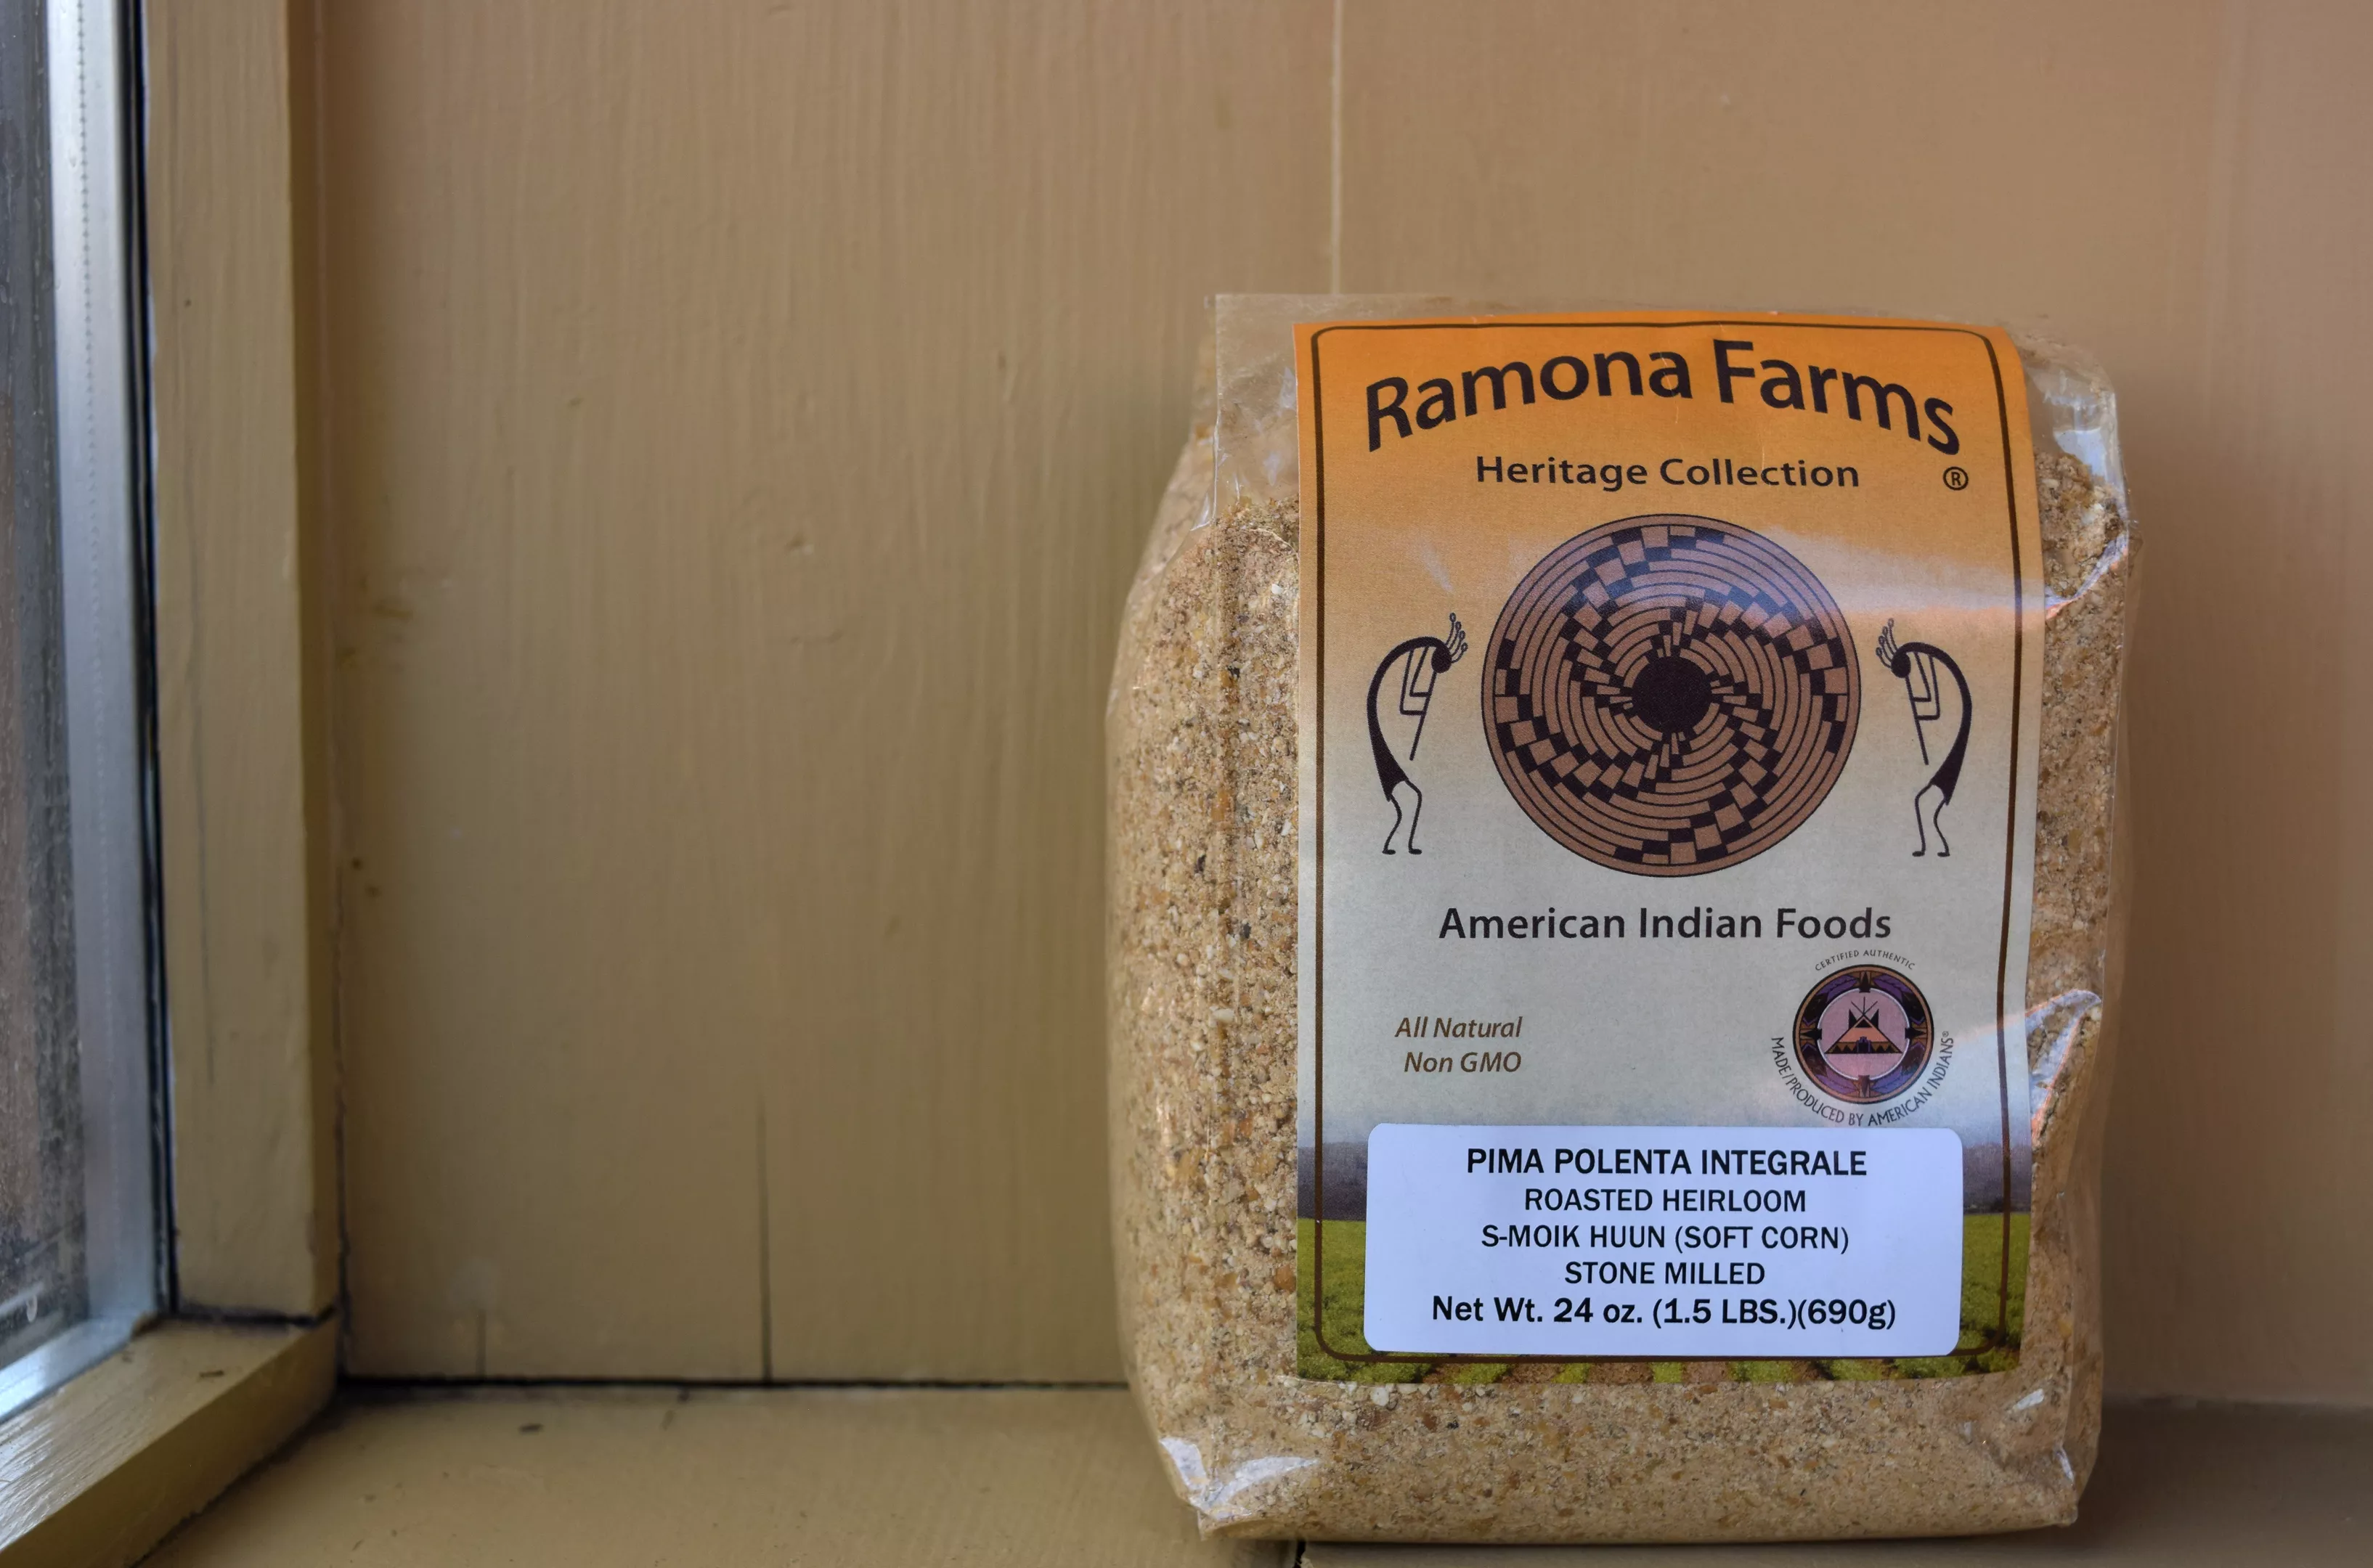 Ramona Farms
Heritage Collection
®
American Indian Foods
CERTIFIED AUTHENTIC
MADE/PRODUCED BY AMERICAN INDIANS®
All Natural
Non GMO
PIMA POLENTA INTEGRALE
ROASTED HEIRLOOM
S-MOIK HUUN (SOFT CORN)
STONE MILLED
Net Wt. 24 oz. (1.5 LBS.)(690g)